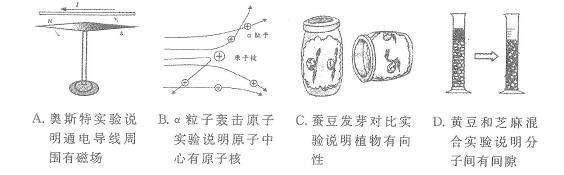 I
N
S
α粒子
原子核
A. 奥斯特实验说
明通电导线周
围有磁场
B. α粒子轰击原子
实验说明原子中
心有原子核
C. 蚕豆发芽对比实
验说明植物有向
性
D. 黄豆和芝麻混
合实验说明分
子间有间隙